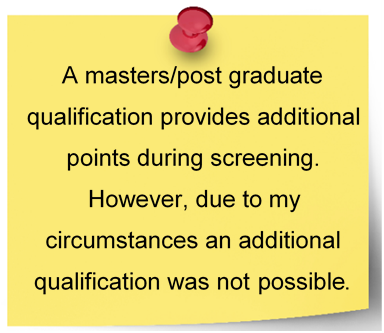 A masters/post graduate
qualification provides additional
points during screening.
However, due to my
circumstances an additional
qualification was not possible.